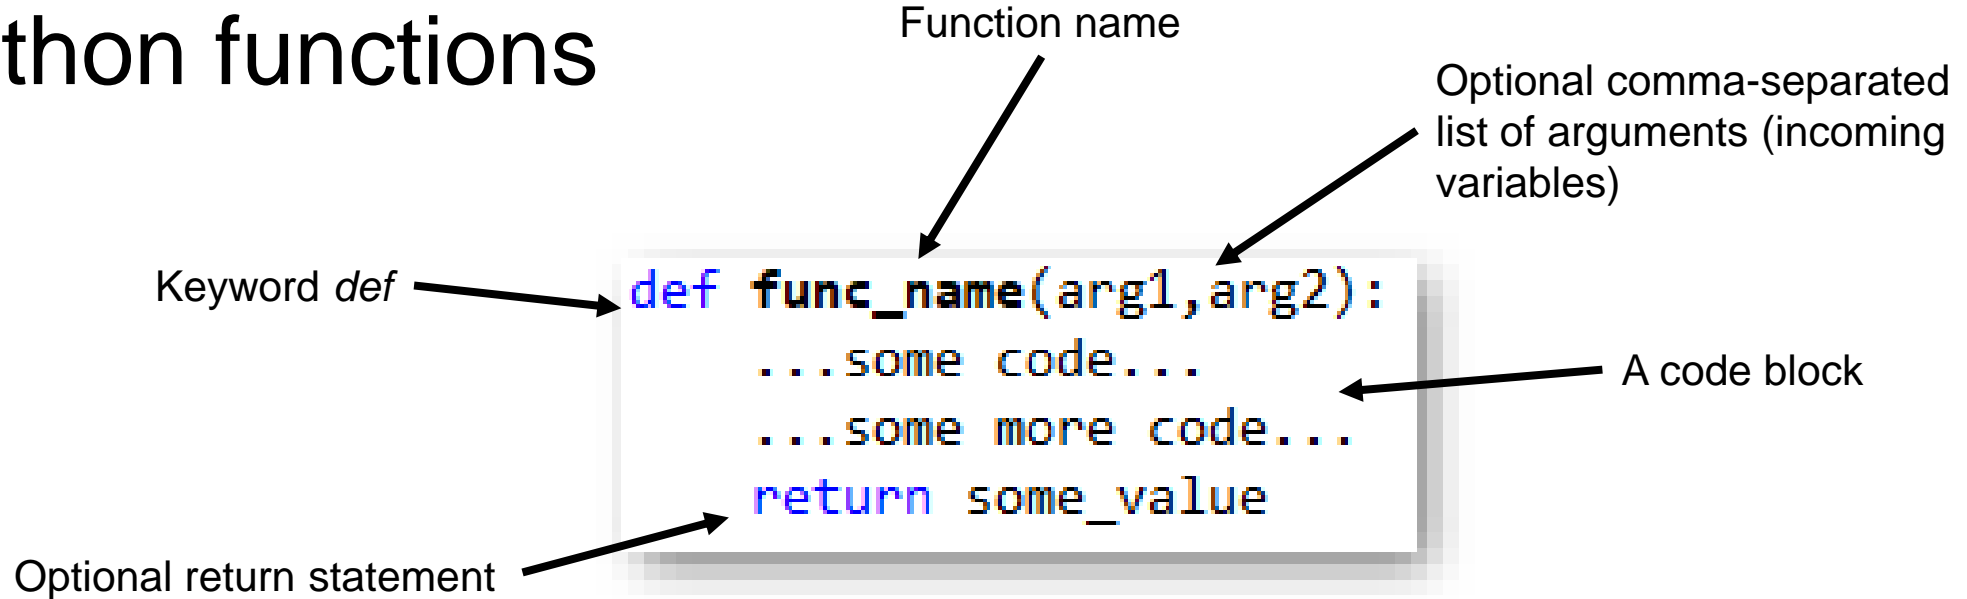 thon functions
Function name
Optional comma-separated
list of arguments (incoming
variables)
Keyword def
def func_name(arg1,arg2):
...some code...
...some more code...
return some_value
A code block
Optional return statement